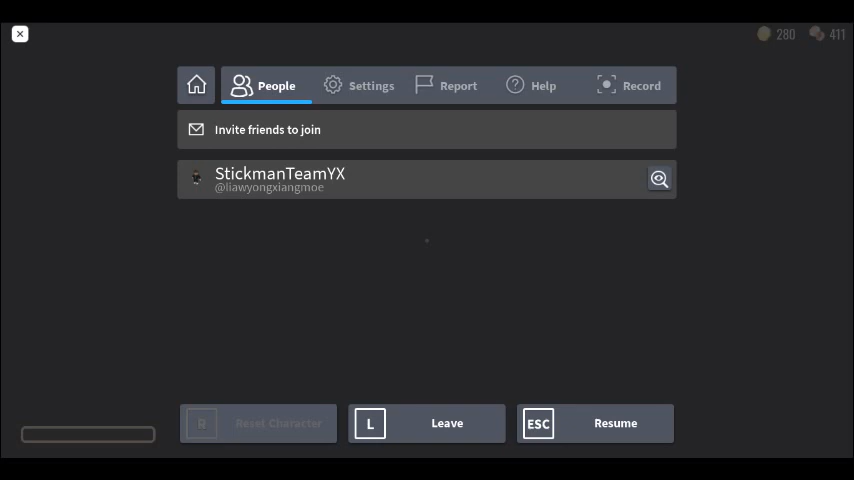 280 411
People Settings Report Help Record
Invite friends to join
StickmanTeamYX
@liawyongxiangmoe
R Reset Character L Leave ESC Resume